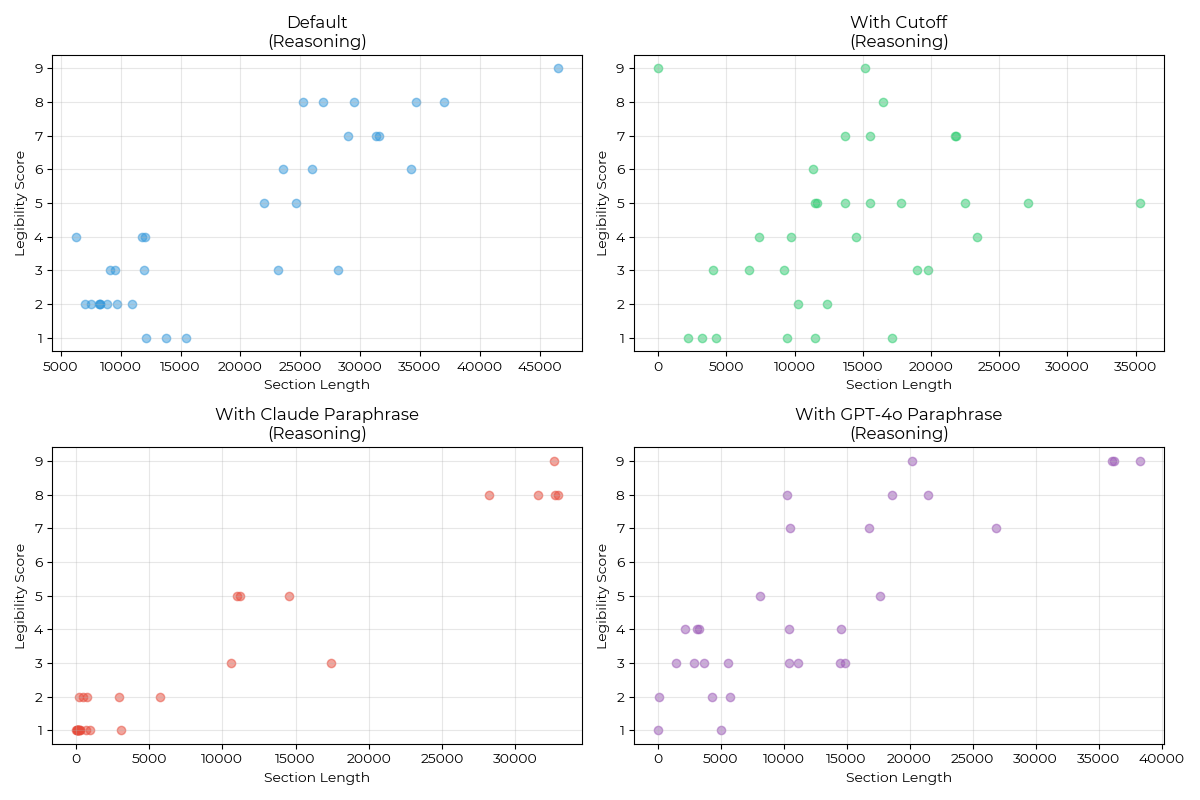 Default
(Reasoning)
Legibility Score
9
8
7
6
5
4
3
2
1
5000 10000 15000 20000 25000 30000 35000 40000 45000
Section Length
With Cutoff
(Reasoning)
Legibility Score
9
8
7
6
5
4
3
2
1
0 5000 10000 15000 20000 25000 30000 35000
Section Length
With Claude Paraphrase
(Reasoning)
Legibility Score
9
8
7
6
5
4
3
2
1
0 5000 10000 15000 20000 25000 30000
Section Length
With GPT-4o Paraphrase
(Reasoning)
Legibility Score
9
8
7
6
5
4
3
2
1
0 5000 10000 15000 20000 25000 30000 35000 40000
Section Length